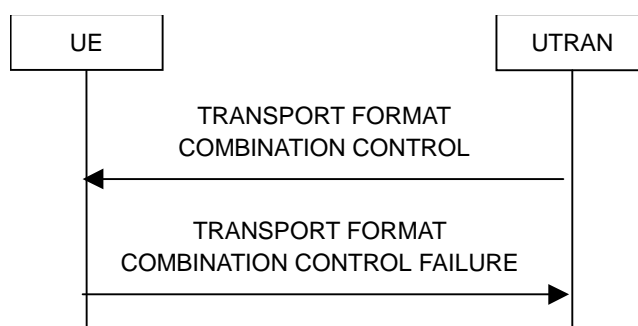 UE
UTRAN
TRANSPORT FORMAT
COMBINATION CONTROL
TRANSPORT FORMAT
COMBINATION CONTROL FAILURE